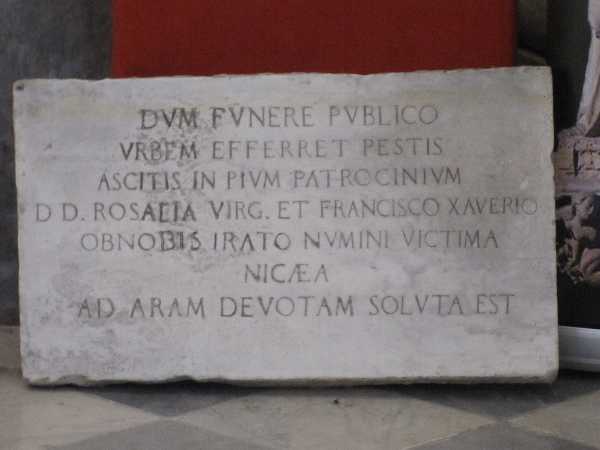 DVM FVNERE PVBLICO
VRBEM EFFERRET PESTIS
ASCITIS IN PIVM PATROCINIVM
D D. ROSALIA VIRG. ET FRANCISCO XAVERIO
OBNOBIS IRATO NVMINI VICTIMA
NICÆA
AD ARAM DEVOTAM SOLVTA EST